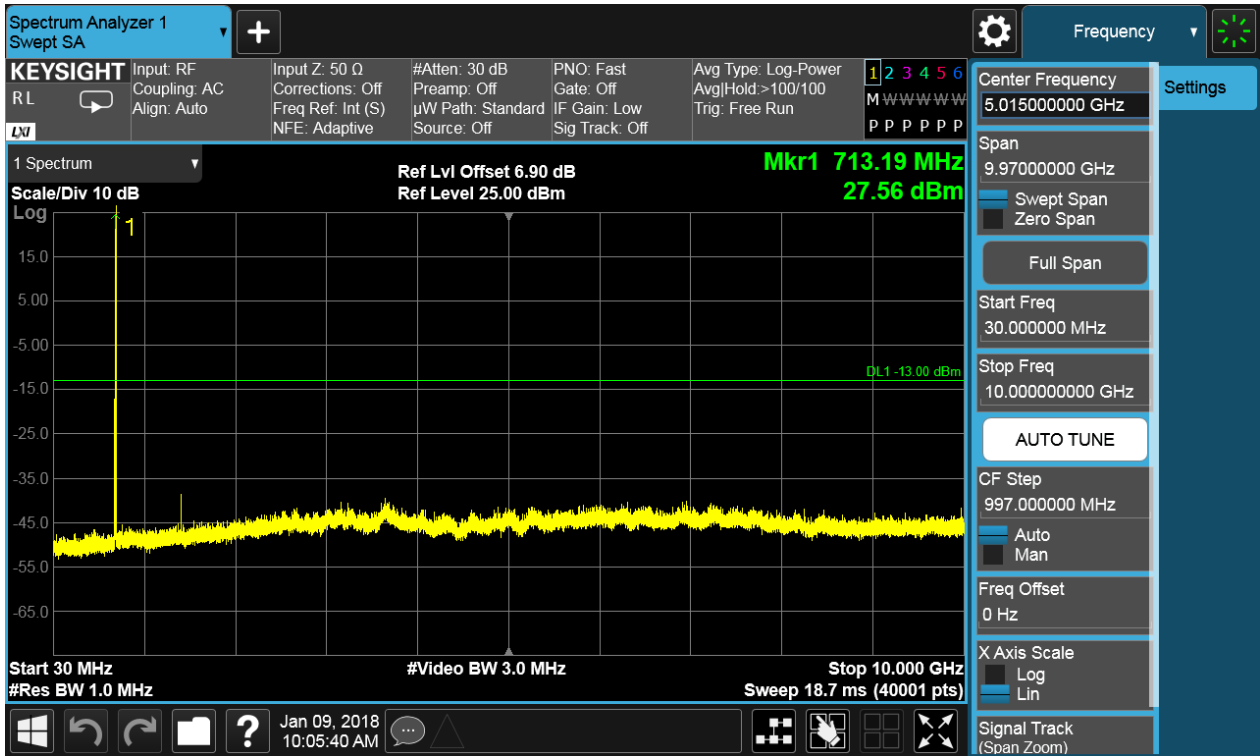 Spectrum Analyzer 1
Swept SA
Frequency
KEYSIGHT
R L
LXI
Input: RF
Coupling: AC
Align: Auto
Input Z: 50 Ω
Corrections: Off
Freq Ref: Int (S)
NFE: Adaptive
#Atten: 30 dB
Preamp: Off
µW Path: Standard
Source: Off
PNO: Fast
Gate: Off
IF Gain: Low
Sig Track: Off
Avg Type: Log-Power
Avg|Hold:>100/100
Trig: Free Run
1 2 3 4 5 6
M W W W W W
P P P P P P
1 Spectrum
Scale/Div 10 dB
Log
Ref Lvl Offset 6.90 dB
Ref Level 25.00 dBm
Mkr1 713.19 MHz
27.56 dBm
1
15.0
5.00
-5.00
-15.0
-25.0
-35.0
-45.0
-55.0
-65.0
DL1 -13.00 dBm
Start 30 MHz
#Res BW 1.0 MHz
#Video BW 3.0 MHz
Stop 10.000 GHz
Sweep 18.7 ms (40001 pts)
Jan 09, 2018
10:05:40 AM
Center Frequency
5.015000000 GHz
Span
9.97000000 GHz
Swept Span
Zero Span
Full Span
Start Freq
30.000000 MHz
Stop Freq
10.000000000 GHz
AUTO TUNE
CF Step
997.000000 MHz
Auto
Man
Freq Offset
0 Hz
X Axis Scale
Log
Lin
Signal Track
(Span Zoom)
Settings